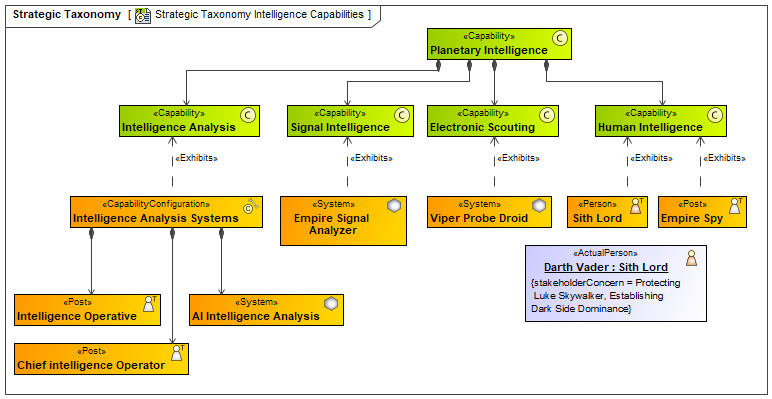 Strategic Taxonomy [ Strategic Taxonomy Intelligence Capabilities ]
«Capability»
C
Planetary Intelligence
«Capability»
C
Intelligence Analysis
«Capability»
C
Signal Intelligence
«Capability»
C
Electronic Scouting
«Capability»
C
Human Intelligence
«Exhibits»
«Exhibits»
«Exhibits»
«Exhibits»
«Exhibits»
«CapabilityConfiguration»
C
Intelligence Analysis Systems
«System»
Empire Signal
Analyzer
«System»
Viper Probe Droid
«Person»
T
Sith Lord
«Post»
T
Empire Spy
«ActualPerson»
Darth Vader : Sith Lord
{stakeholderConcern = Protecting
Luke Skywalker, Establishing
Dark Side Dominance}
«Post»
T
Intelligence Operative
«System»
AI Intelligence Analysis
«Post»
T
Chief intelligence Operator